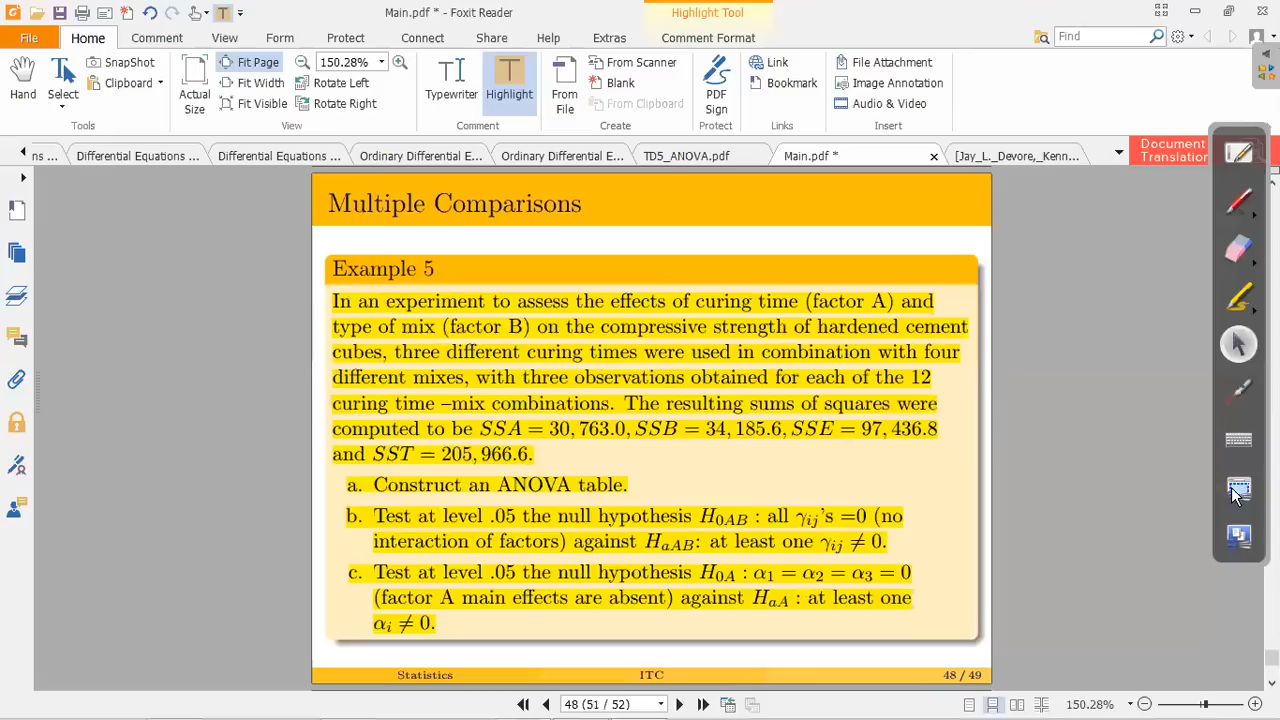 Main.pdf * - Foxit Reader
Highlight Tool
File
Home
Comment
View
Form
Protect
Connect
Share
Help
Extras
Comment Format
Find
Hand
Select
SnapShot
Clipboard
Tools
Actual
Size
Fit Page
Fit Width
Fit Visible
150.28%
Rotate Left
Rotate Right
View
Typewriter
Highlight
Comment
From
File
From Scanner
Blank
From Clipboard
Create
PDF
Sign
Protect
Link
Bookmark
Links
File Attachment
Image Annotation
Audio & Video
Insert
ns ...
Differential Equations ...
Differential Equations ...
Ordinary Differential E...
Ordinary Differential E...
TD5_ANOVA.pdf
Main.pdf *
[Jay_L._Devore,_Kenn...
Document
Translation
Multiple Comparisons
Example 5
In an experiment to assess the effects of curing time (factor A) and
type of mix (factor B) on the compressive strength of hardened cement
cubes, three different curing times were used in combination with four
different mixes, with three observations obtained for each of the 12
curing time –mix combinations. The resulting sums of squares were
computed to be SSA = 30, 763.0, SSB = 34, 185.6, SSE = 97, 436.8
and SST = 205, 966.6.
a. Construct an ANOVA table.
b. Test at level .05 the null hypothesis H0AB : all γij's =0 (no
interaction of factors) against HaAB: at least one γij ≠ 0.
c. Test at level .05 the null hypothesis H0A : α1 = α2 = α3 = 0
(factor A main effects are absent) against HaA : at least one
αi ≠ 0.
Statistics
ITC
48 / 49
48 (51 / 52)
150.28%